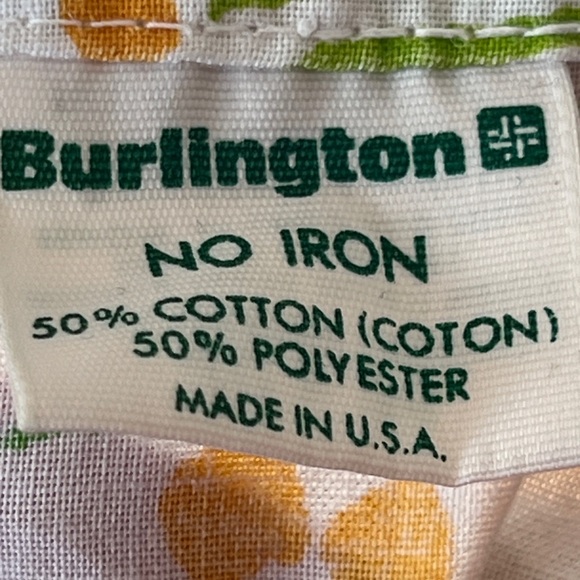 Burlington
NO IRON
50% COTTON (COTON)
50% POLYESTER
MADE IN U.S.A.